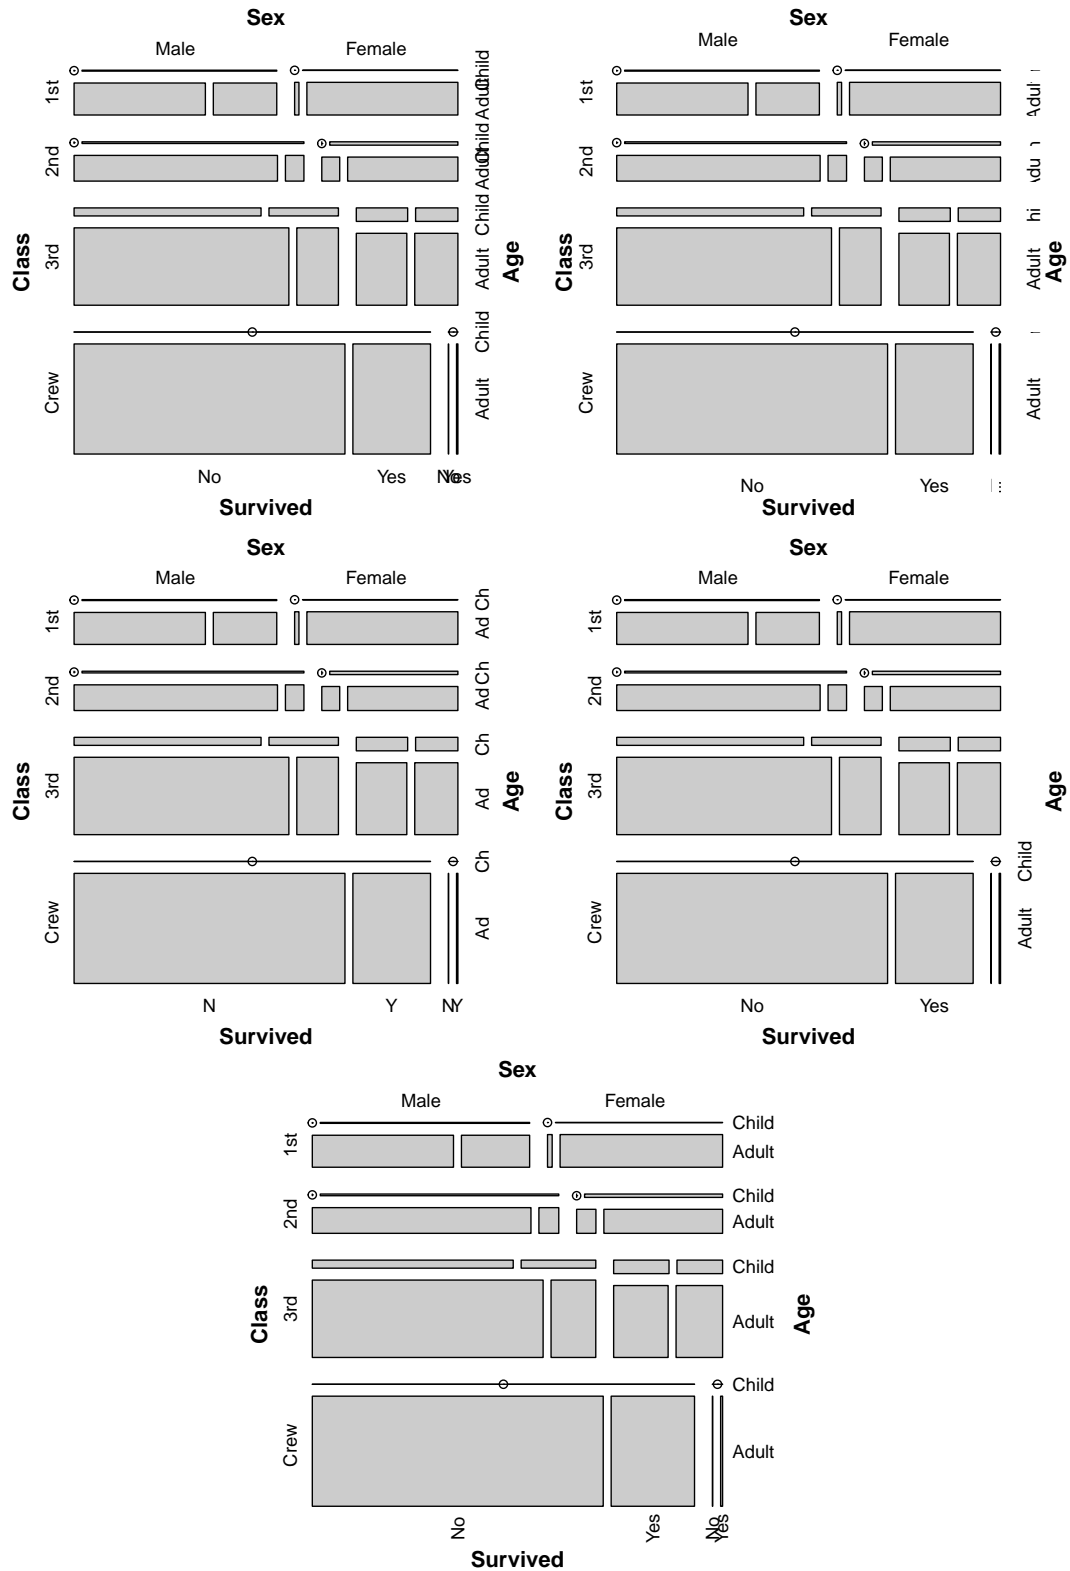 Sex
Male Female
1st Child
Adult
2nd Child
Adult
3rd Child
Adult
Class Age
Crew Child
Adult
No Yes No Yes
Survived
Sex
Male Female
1st
2nd
3rd Adult
Class Age
Crew Adult
No Yes
Survived
Sex
Male Female
1st Ch
Ad
2nd Ch
Ad
3rd Ch
Ad
Class Age
Crew Ch
Ad
N Y N Y
Survived
Sex
Male Female
1st
2nd
3rd
Class Age
Crew Child
Adult
No Yes
Survived
Sex
Male Female
1st Child
Adult
2nd Child
Adult
3rd Child
Adult
Class Age
Crew Child
Adult
No Yes No Yes
Survived